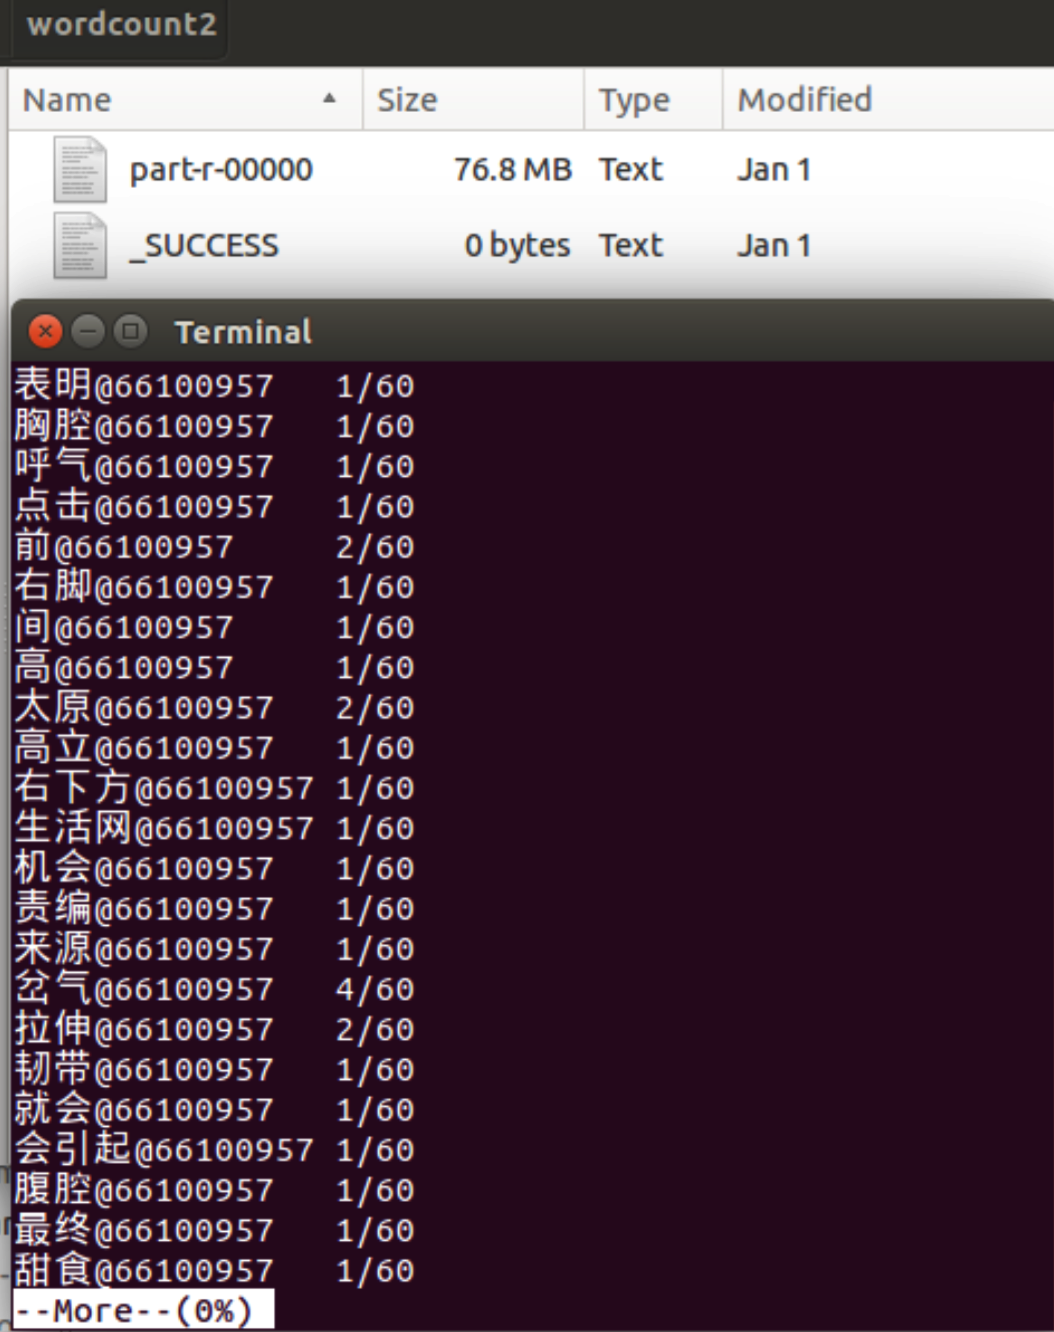 wordcount2
Name Size Type Modified
part-r-00000 76.8 MB Text Jan 1
_SUCCESS 0 bytes Text Jan 1
Terminal
表明@66100957 1/60
胸腔@66100957 1/60
呼气@66100957 1/60
点击@66100957 1/60
前@66100957 2/60
右脚@66100957 1/60
间@66100957 1/60
高@66100957 1/60
太原@66100957 2/60
高立@66100957 1/60
右下方@66100957 1/60
生活网@66100957 1/60
机会@66100957 1/60
责编@66100957 1/60
来源@66100957 1/60
岔气@66100957 4/60
拉伸@66100957 2/60
韧带@66100957 1/60
就会@66100957 1/60
会引起@66100957 1/60
腹腔@66100957 1/60
最终@66100957 1/60
甜食@66100957 1/60
--More--(0%)